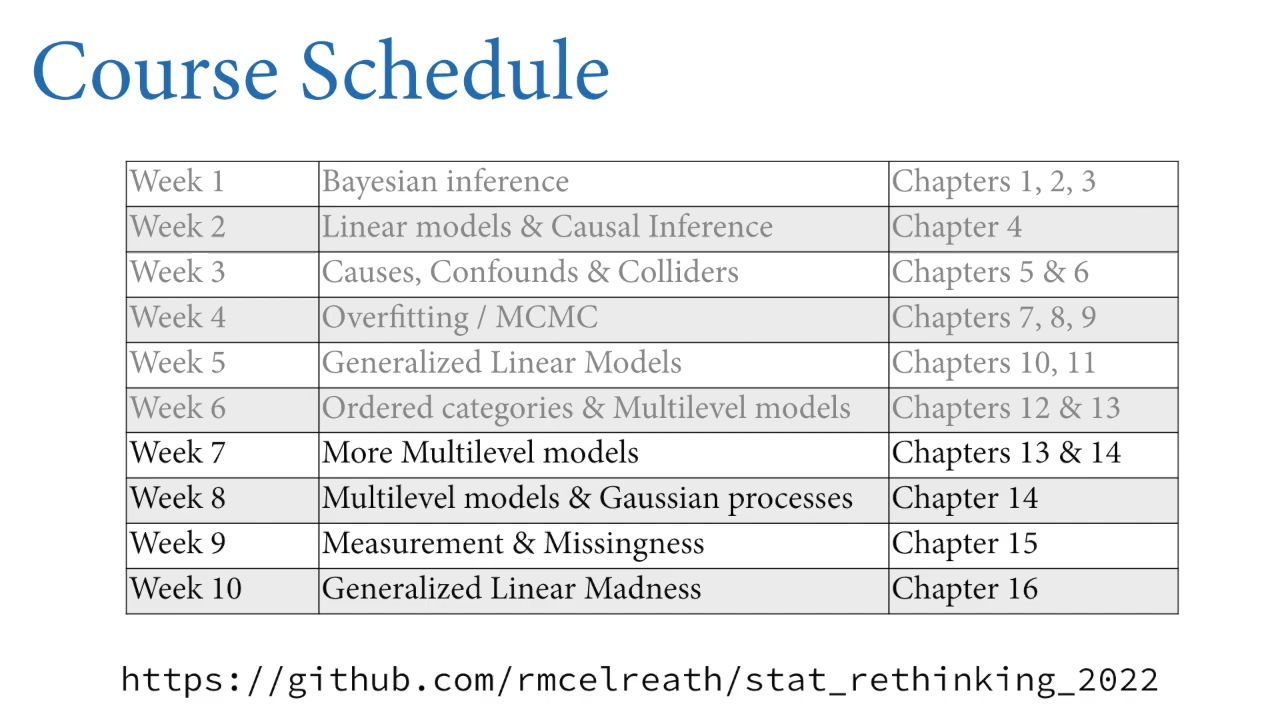 Course Schedule
Week 1 Bayesian inference Chapters 1, 2, 3
Week 2 Linear models & Causal Inference Chapter 4
Week 3 Causes, Confounds & Colliders Chapters 5 & 6
Week 4 Overfitting / MCMC Chapters 7, 8, 9
Week 5 Generalized Linear Models Chapters 10, 11
Week 6 Ordered categories & Multilevel models Chapters 12 & 13
Week 7 More Multilevel models Chapters 13 & 14
Week 8 Multilevel models & Gaussian processes Chapter 14
Week 9 Measurement & Missingness Chapter 15
Week 10 Generalized Linear Madness Chapter 16
https://github.com/rmcelreath/stat_rethinking_2022